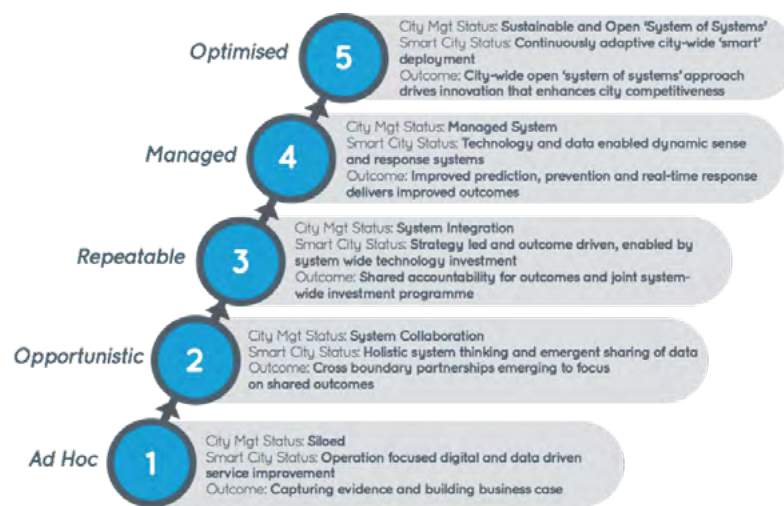 Optimised
5
City Mgt Status: Sustainable and Open 'System of Systems'
Smart City Status: Continuously adaptive city-wide 'smart'
deployment
Outcome: City-wide open 'system of systems' approach
drives innovation that enhances city competitiveness
Managed
4
City Mgt Status: Managed System
Smart City Status: Technology and data enabled dynamic sense
and response systems
Outcome: Improved prediction, prevention and real-time response
delivers improved outcomes
Repeatable
3
City Mgt Status: System Integration
Smart City Status: Strategy led and outcome driven, enabled by
system wide technology investment
Outcome: Shared accountability for outcomes and joint system-
wide investment programme
Opportunistic
2
City Mgt Status: System Collaboration
Smart City Status: Holistic system thinking and emergent sharing of data
Outcome: Cross boundary partnerships emerging to focus
on shared outcomes
Ad Hoc
1
City Mgt Status: Siloed
Smart City Status: Operation focused digital and data driven
service improvement
Outcome: Capturing evidence and building business case